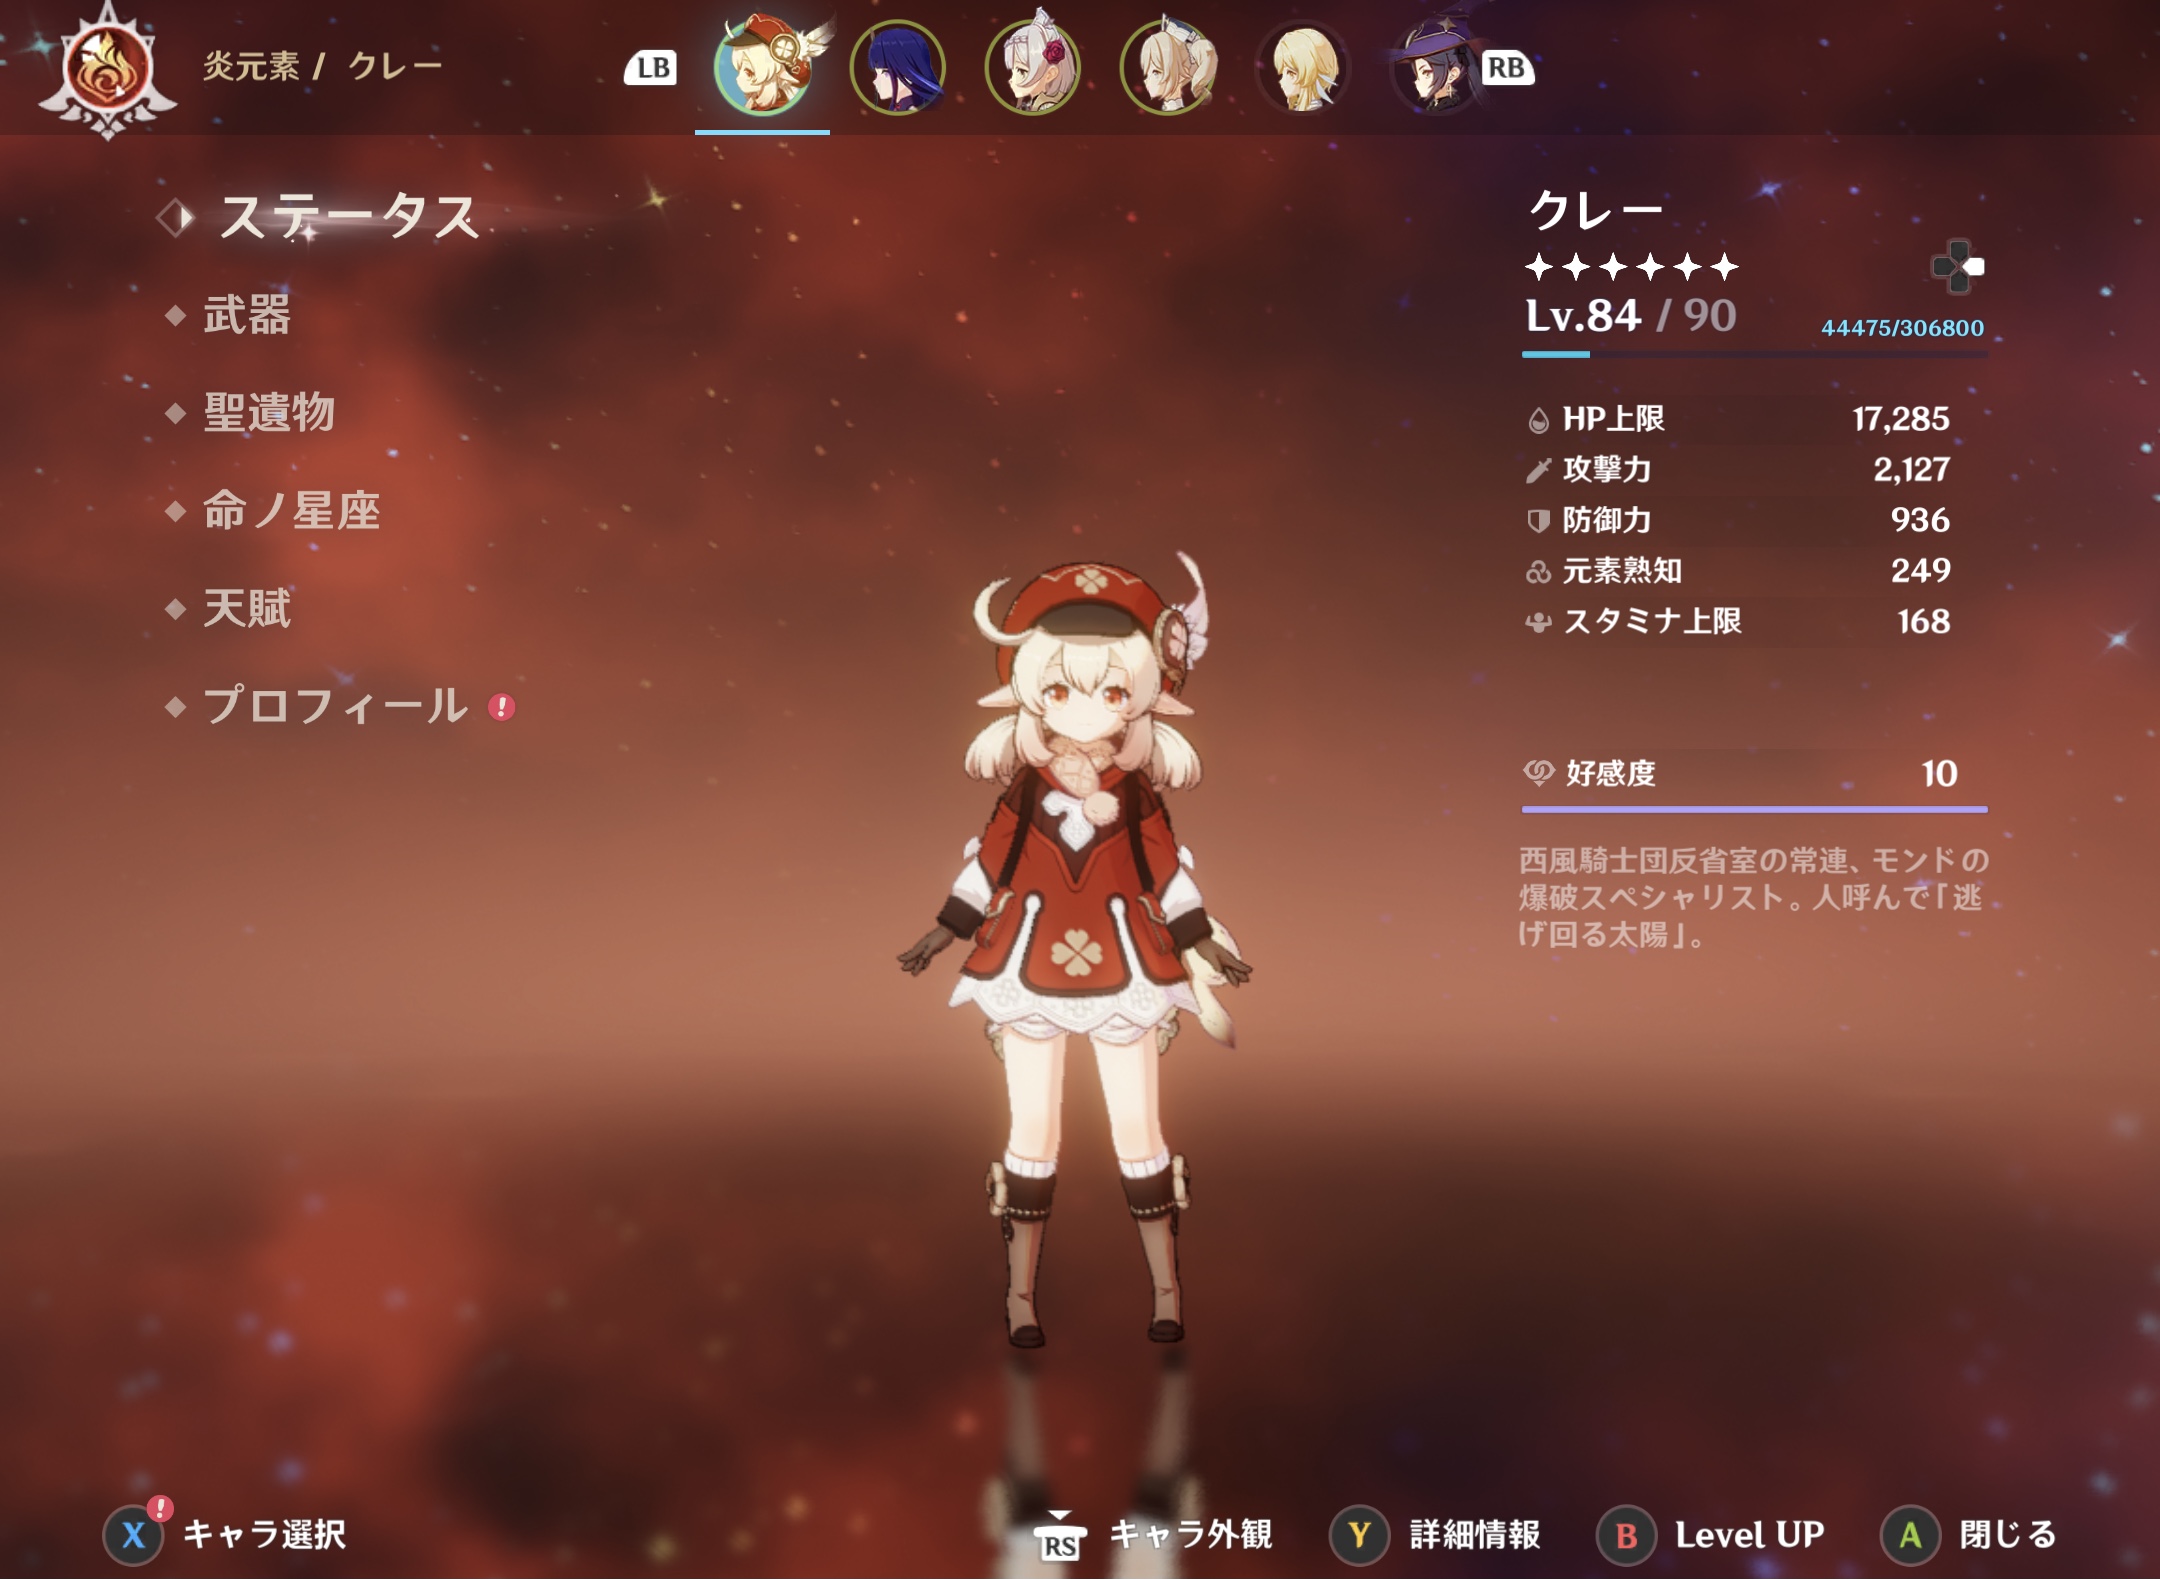 炎元素 / クレー
LB
RB
ステータス
武器
聖遺物
命ノ星座
天賦
プロフィール
クレー
Lv.84 / 90
44475/306800
HP上限 17,285
攻撃力 2,127
防御力 936
元素熟知 249
スタミナ上限 168
好感度 10
西風騎士団反省室の常連、モンドの
爆破スペシャリスト。人呼んで「逃
げ回る太陽」。
X キャラ選択
RS キャラ外観
Y 詳細情報
B Level UP
A 閉じる